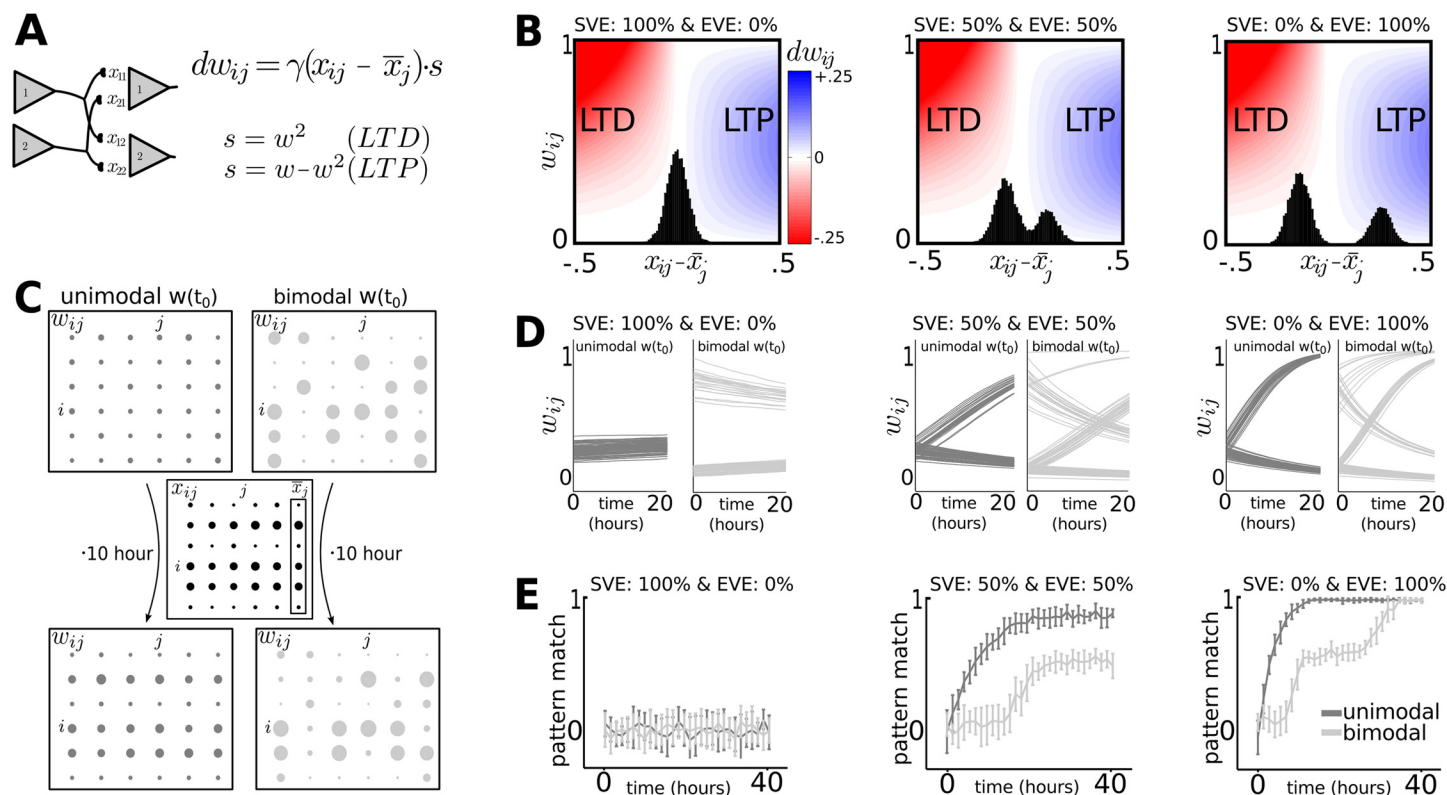 A
1
2
x11
x21
x12
x22
1
2
dwij = γ(xij − x̄j)·s
s = w² (LTD)
s = w−w² (LTP)
B
SVE: 100% & EVE: 0%
1
wij
0
LTD
LTP
-.5
xij−x̄j
.5
dwij
+.25
0
-.25
SVE: 50% & EVE: 50%
1
0
LTD
LTP
-.5
xij−x̄j
.5
SVE: 0% & EVE: 100%
1
0
LTD
LTP
-.5
xij−x̄j
.5
C
unimodal w(t0)
bimodal w(t0)
wij
j
i
wij
j
i
·10 hour
xij
j
x̄j
i
·10 hour
wij
j
i
wij
j
i
D
SVE: 100% & EVE: 0%
unimodal w(t0)
bimodal w(t0)
1
wij
0
0
time
20
(hours)
0
time
20
(hours)
SVE: 50% & EVE: 50%
unimodal w(t0)
bimodal w(t0)
1
wij
0
0
time
20
(hours)
0
time
20
(hours)
SVE: 0% & EVE: 100%
unimodal w(t0)
bimodal w(t0)
1
wij
0
0
time
20
(hours)
0
time
20
(hours)
E
SVE: 100% & EVE: 0%
1
pattern match
0
0
time (hours)
40
SVE: 50% & EVE: 50%
1
pattern match
0
0
time (hours)
40
SVE: 0% & EVE: 100%
1
pattern match
0
unimodal
bimodal
0
time (hours)
40